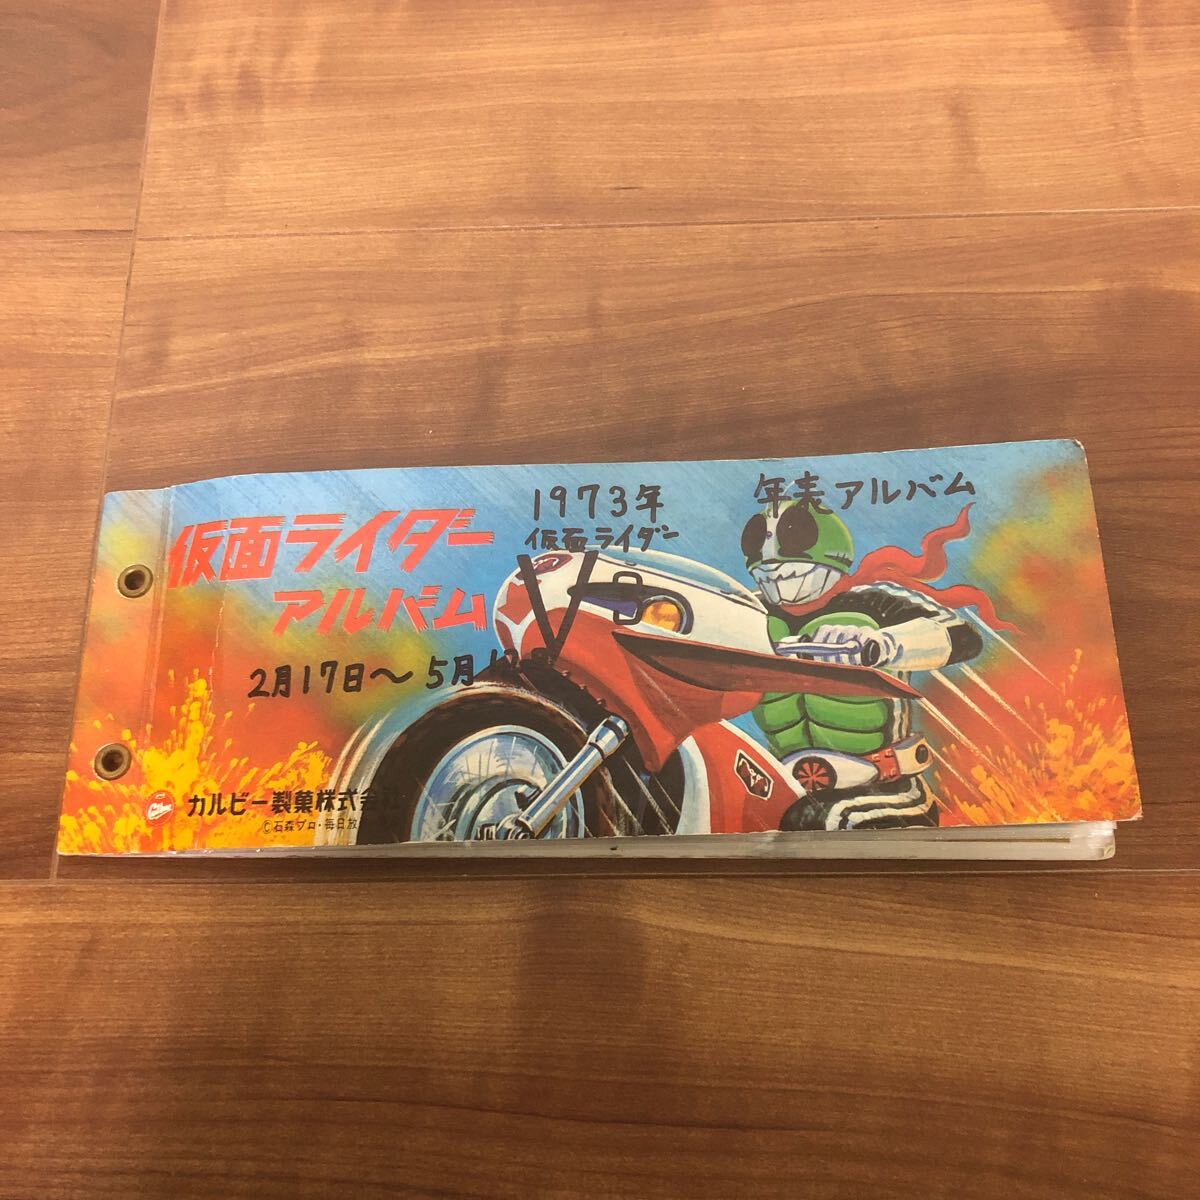 仮面ライダー
アルバム
1973年
仮面ライダー
V
年表アルバム
2月17日〜5月
カルビー製菓株式会社
©石森プロ・毎日放